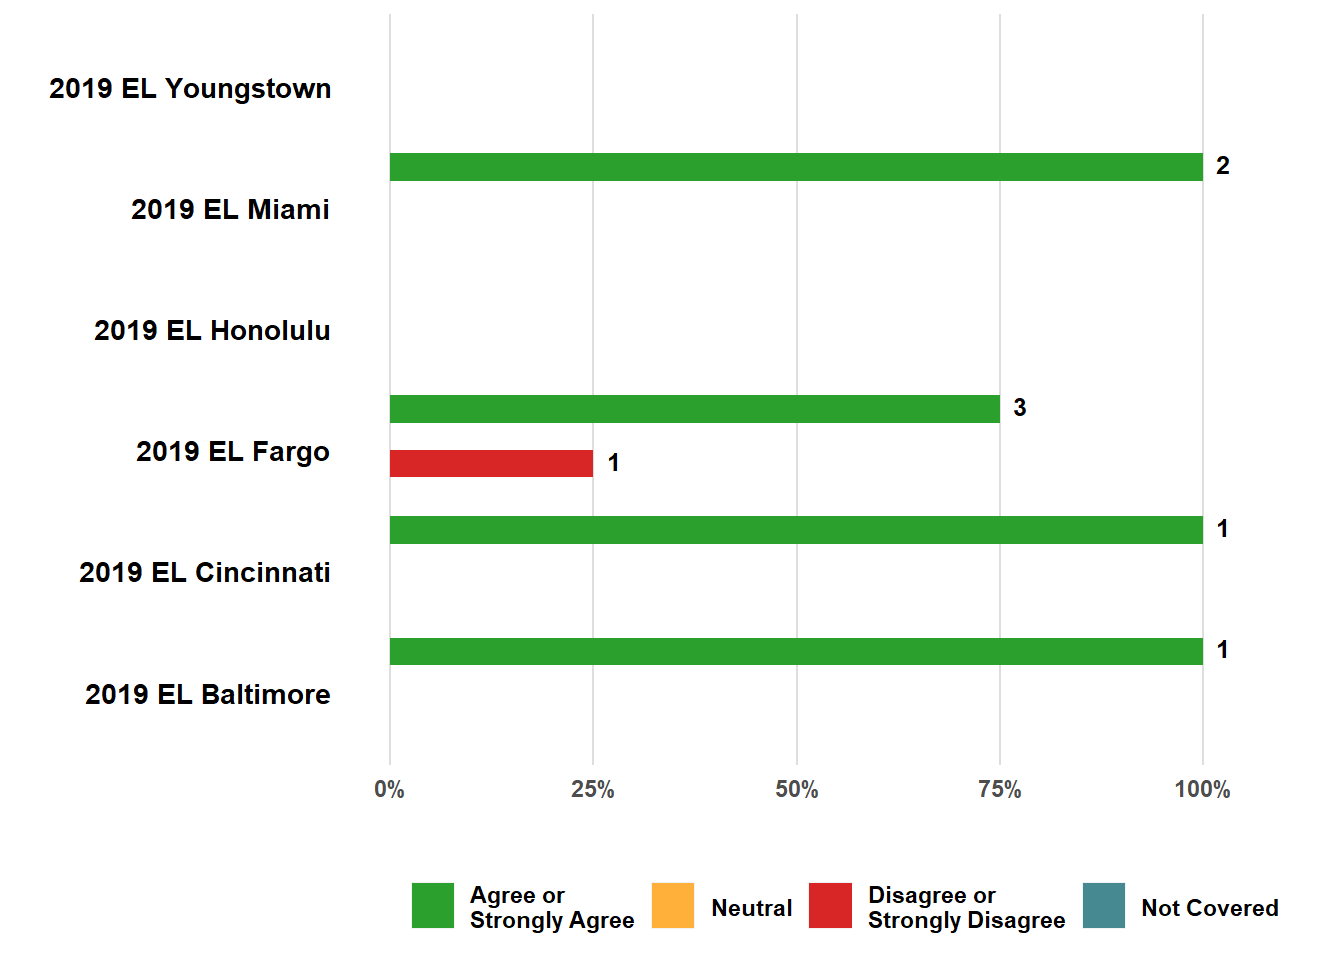 2019 EL Youngstown
2
2019 EL Miami
2019 EL Honolulu
3
2019 EL Fargo
1
1
2019 EL Cincinnati
1
2019 EL Baltimore
0%
25%
50%
75%
100%
Agree or
Strongly Agree
Neutral
Disagree or
Strongly Disagree
Not Covered